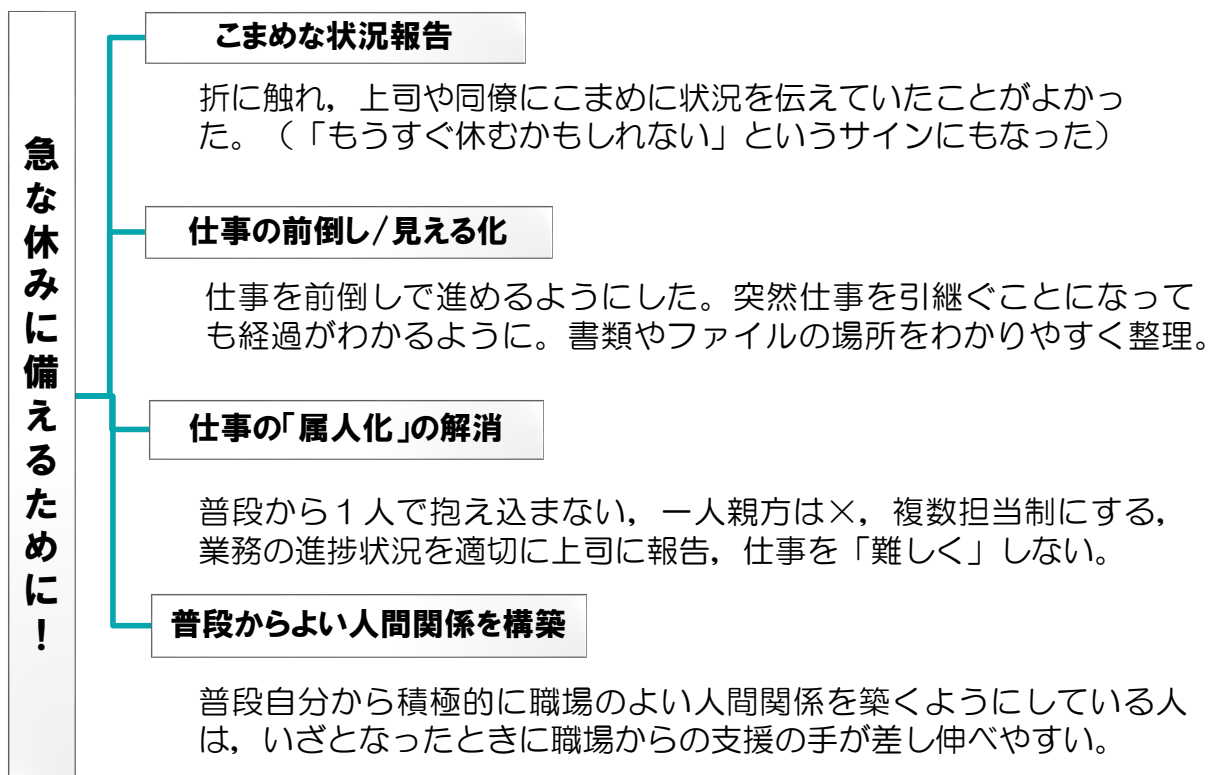 急な休みに備えるために!
こまめな状況報告
折に触れ，上司や同僚にこまめに状況を伝えていたことがよかっ
た。（「もうすぐ休むかもしれない」というサインにもなった）
仕事の前倒し/見える化
仕事を前倒しで進めるようにした。突然仕事を引継ぐことになって
も経過がわかるように。書類やファイルの場所をわかりやすく整理。
仕事の「属人化」の解消
普段から１人で抱え込まない，一人親方は×，複数担当制にする，
業務の進捗状況を適切に上司に報告，仕事を「難しく」しない。
普段からよい人間関係を構築
普段自分から積極的に職場のよい人間関係を築くようにしている人
は，いざとなったときに職場からの支援の手が差し伸べやすい。